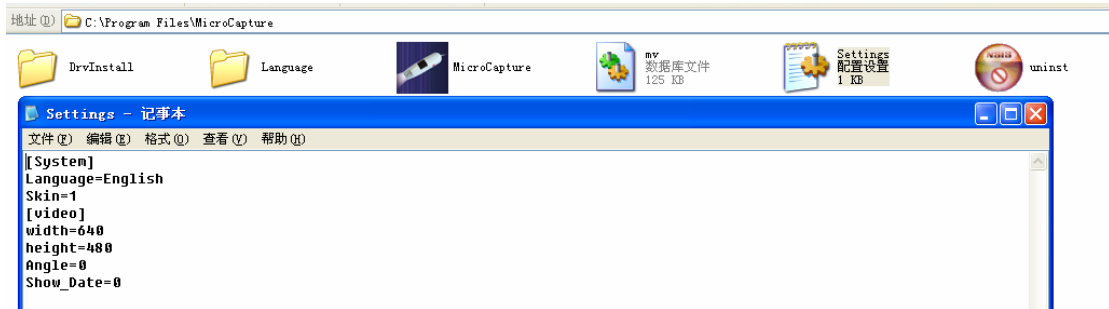 地址(D) C:\Program Files\MicroCapture
DrvInstall
Language
MicroCapture
mv
数据库文件
125 KB
Settings
配置设置
1 KB
NSIS
uninst
Settings - 记事本
文件(F) 编辑(E) 格式(O) 查看(V) 帮助(H)
[System]
Language=English
Skin=1
[video]
width=640
height=480
Angle=0
Show_Date=0